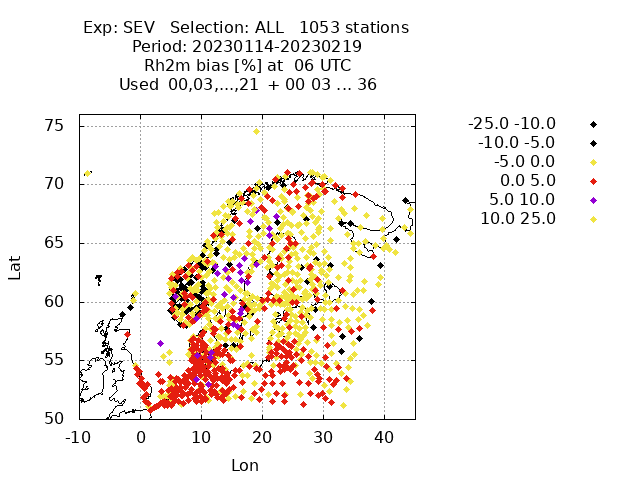 Exp: SEV   Selection: ALL   1053 stations
Period: 20230114-20230219
Rh2m bias [%] at  06 UTC
Used  00,03,...,21  + 00 03 ... 36
-25.0 -10.0
-10.0 -5.0
-5.0 0.0
0.0 5.0
5.0 10.0
10.0 25.0
75
70
65
60
55
50
Lat
-10 0 10 20 30 40
Lon